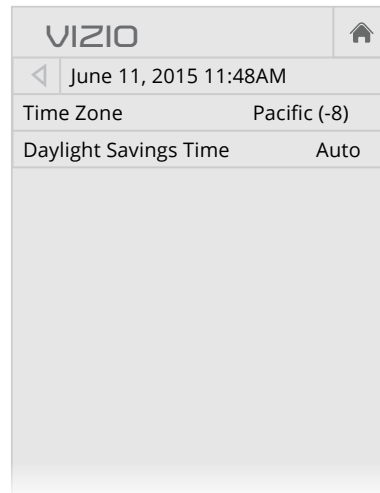 VIZIO
June 11, 2015 11:48AM
Time Zone Pacific (-8)
Daylight Savings Time Auto